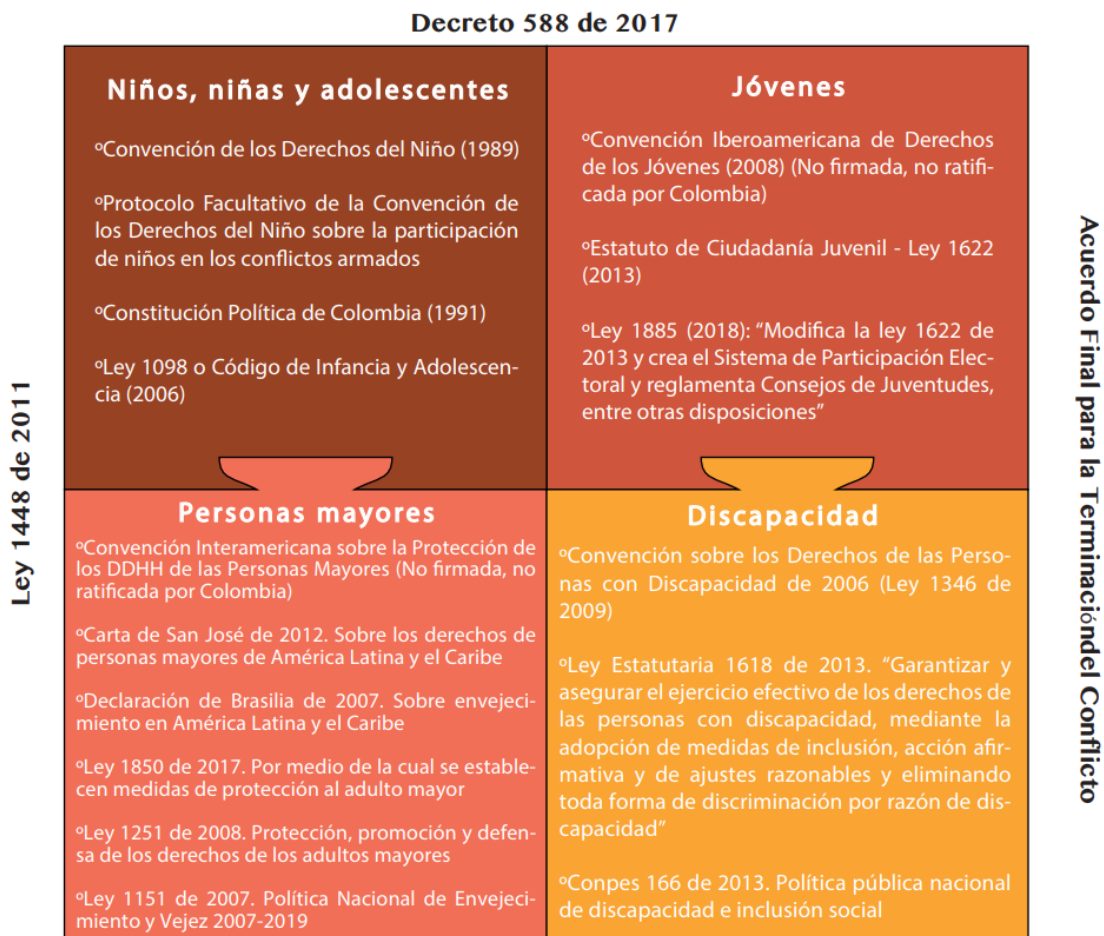 Decreto 588 de 2017
Niños, niñas y adolescentes
ºConvención de los Derechos del Niño (1989)
ºProtocolo Facultativo de la Convención de
los Derechos del Niño sobre la participación
de niños en los conflictos armados
ºConstitución Política de Colombia (1991)
ºLey 1098 o Código de Infancia y Adolescen-
cia (2006)
Jóvenes
ºConvención Iberoamericana de Derechos
de los Jóvenes (2008) (No firmada, no ratifi-
cada por Colombia)
ºEstatuto de Ciudadanía Juvenil - Ley 1622
(2013)
ºLey 1885 (2018): “Modifica la ley 1622 de
2013 y crea el Sistema de Participación Elec-
toral y reglamenta Consejos de Juventudes,
entre otras disposiciones”
Personas mayores
ºConvención Interamericana sobre la Protección de
los DDHH de las Personas Mayores (No firmada, no
ratificada por Colombia)
ºCarta de San José de 2012. Sobre los derechos de
personas mayores de América Latina y el Caribe
ºDeclaración de Brasilia de 2007. Sobre envejeci-
miento en América Latina y el Caribe
ºLey 1850 de 2017. Por medio de la cual se estable-
cen medidas de protección al adulto mayor
ºLey 1251 de 2008. Protección, promoción y defen-
sa de los derechos de los adultos mayores
ºLey 1151 de 2007. Política Nacional de Envejeci-
miento y Vejez 2007-2019
Discapacidad
ºConvención sobre los Derechos de las Perso-
nas con Discapacidad de 2006 (Ley 1346 de
2009)
ºLey Estatutaria 1618 de 2013. “Garantizar y
asegurar el ejercicio efectivo de los derechos de
las personas con discapacidad, mediante la
adopción de medidas de inclusión, acción afir-
mativa y de ajustes razonables y eliminando
toda forma de discriminación por razón de dis-
capacidad”
ºConpes 166 de 2013. Política pública nacional
de discapacidad e inclusión social
Ley 1448 de 2011
Acuerdo Final para la Terminacióndel Conflicto